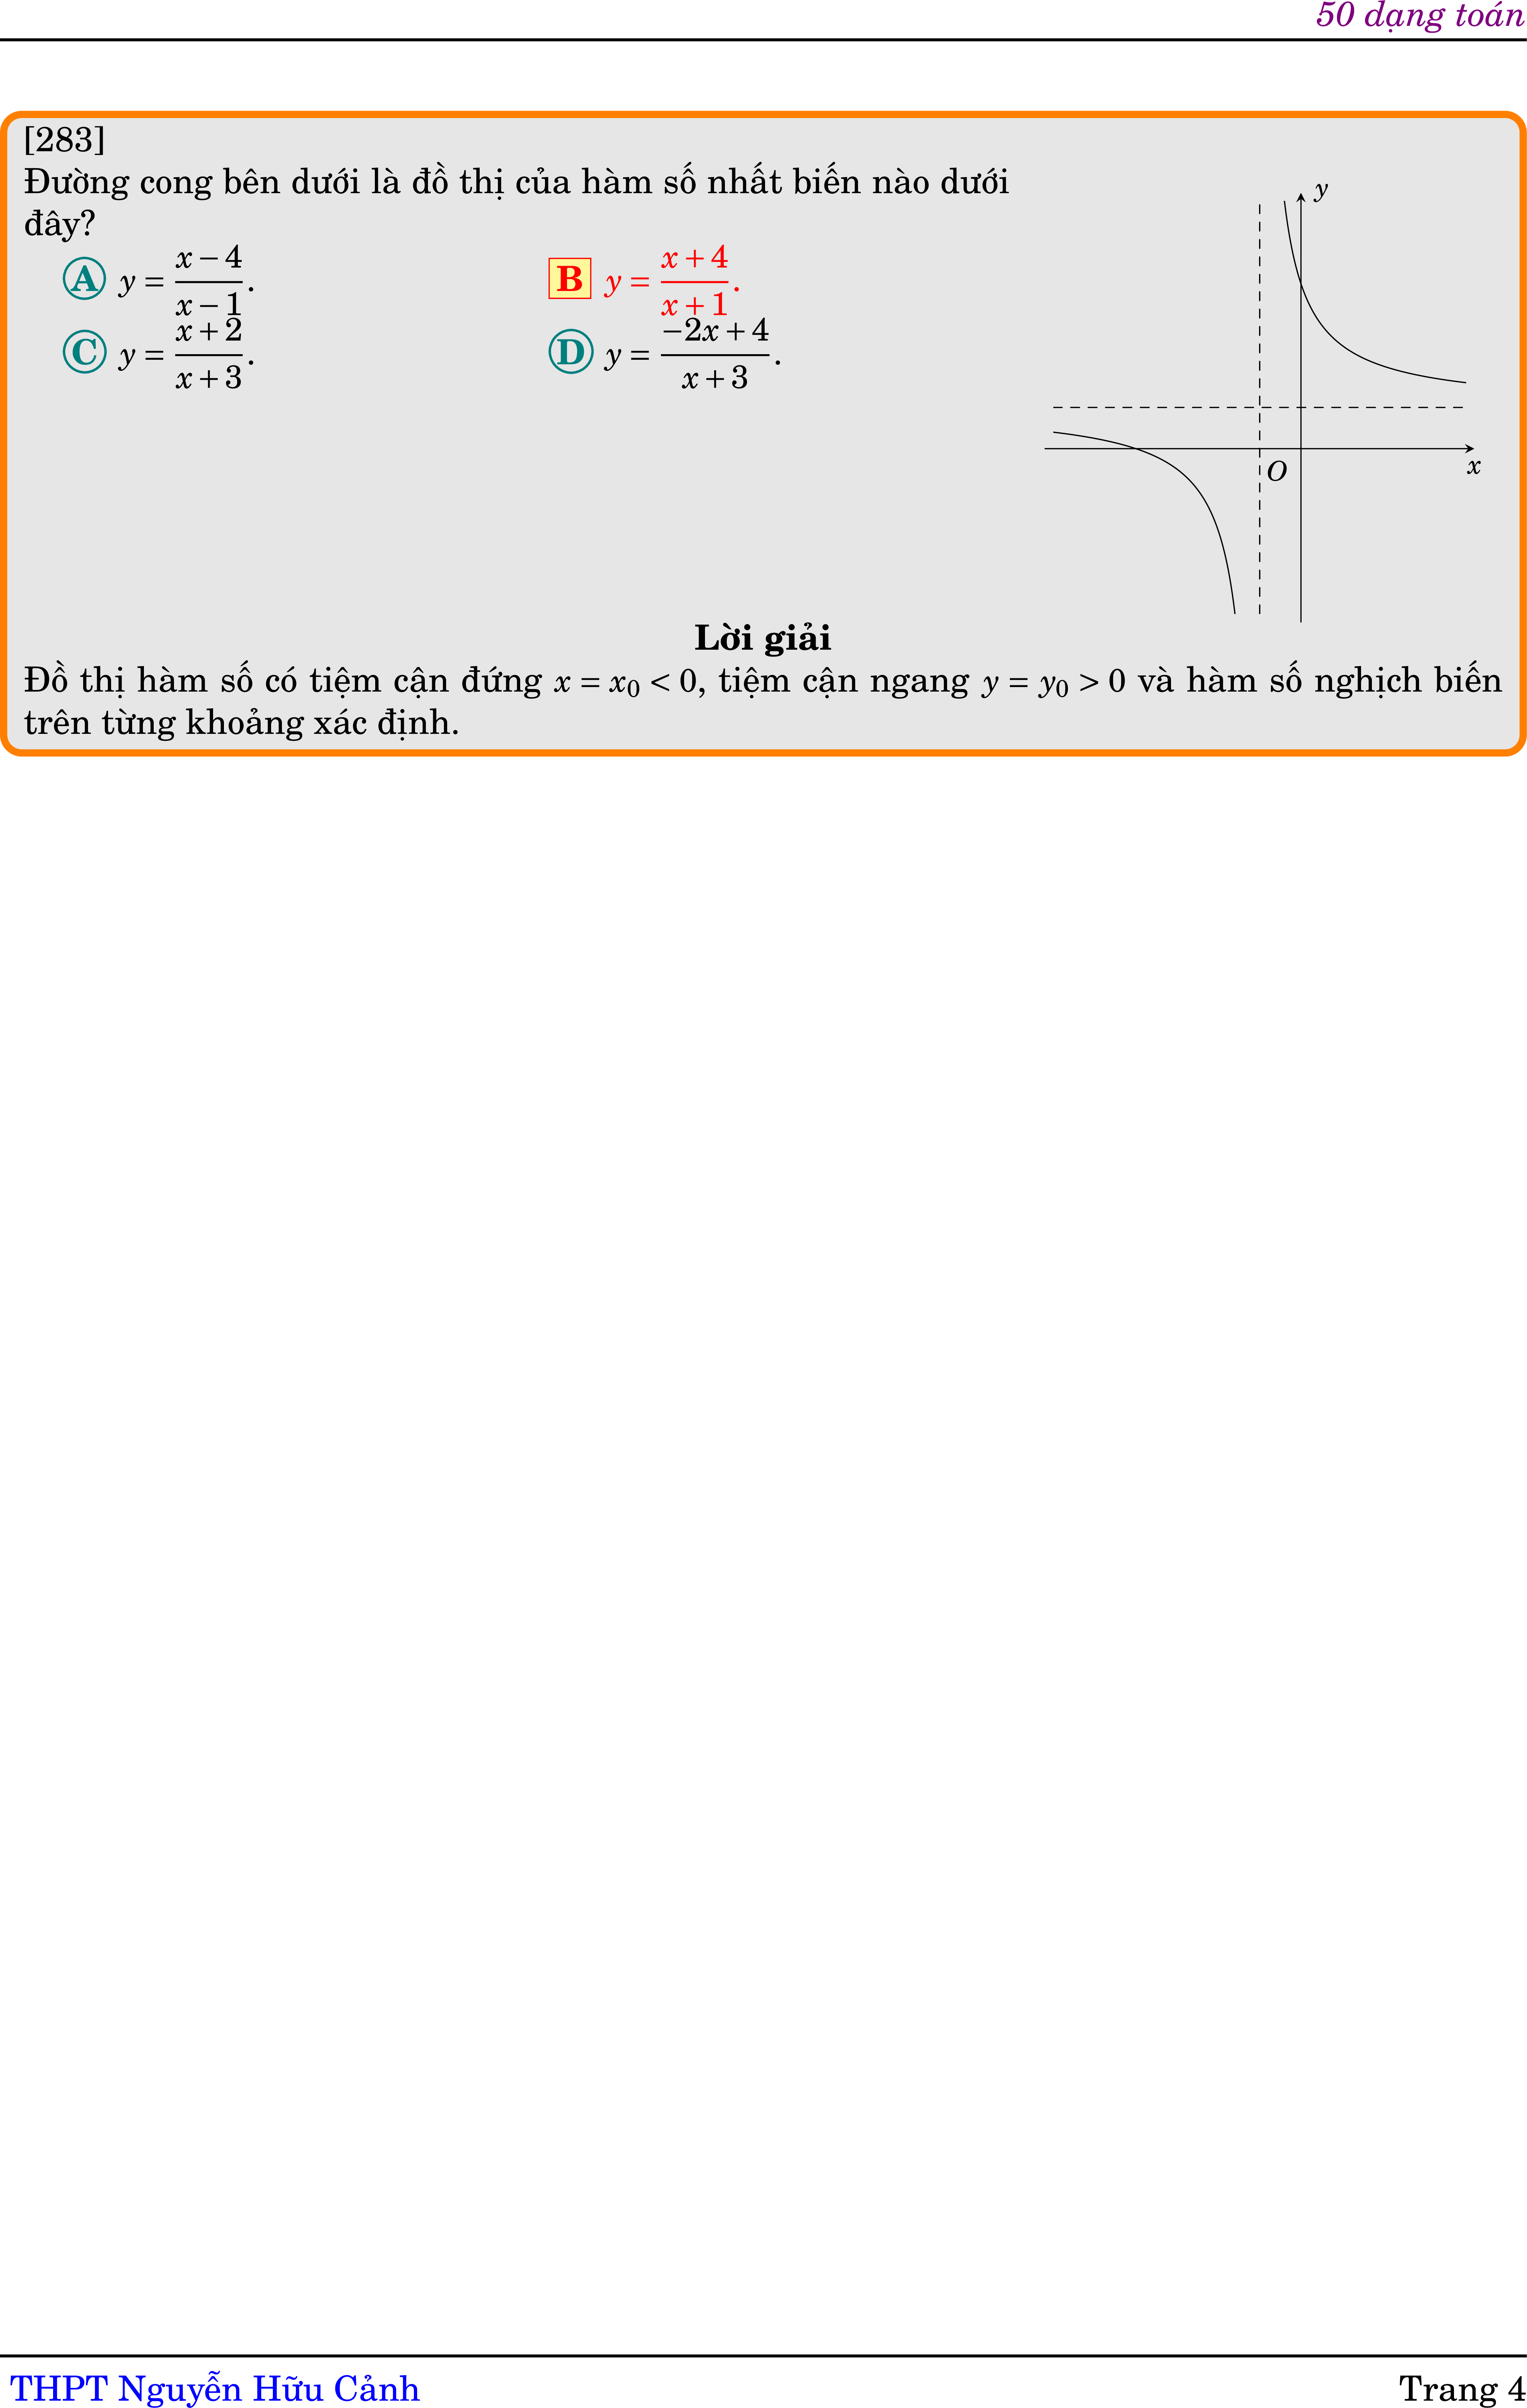 50 dạng toán
[283]
Đường cong bên dưới là đồ thị của hàm số nhất biến nào dưới
đây?
A y = \frac{x-4}{x-1}. B y = \frac{x+4}{x+1}.
C y = \frac{x+2}{x+3}. D y = \frac{-2x+4}{x+3}.
y
O
x
Lời giải
Đồ thị hàm số có tiệm cận đứng x = x₀ < 0, tiệm cận ngang y = y₀ > 0 và hàm số nghịch biến
trên từng khoảng xác định.
THPT Nguyễn Hữu Cảnh Trang 4